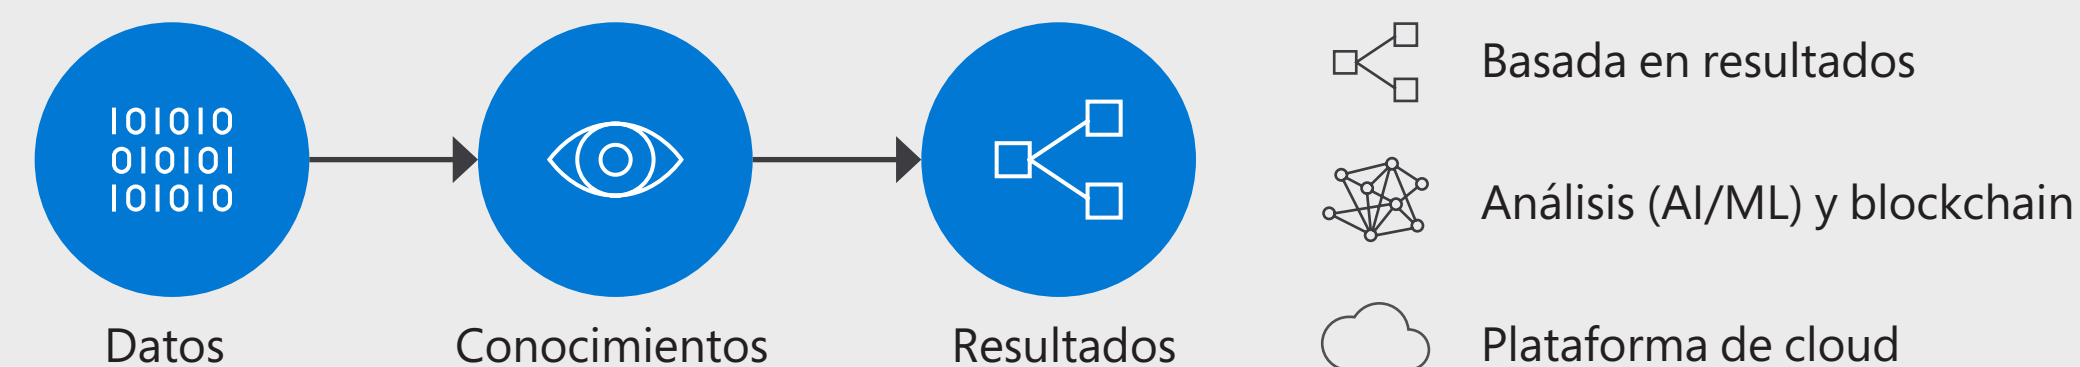 101010
010101
101010
Datos
Conocimientos
Resultados
Basada en resultados
Análisis (AI/ML) y blockchain
Plataforma de cloud